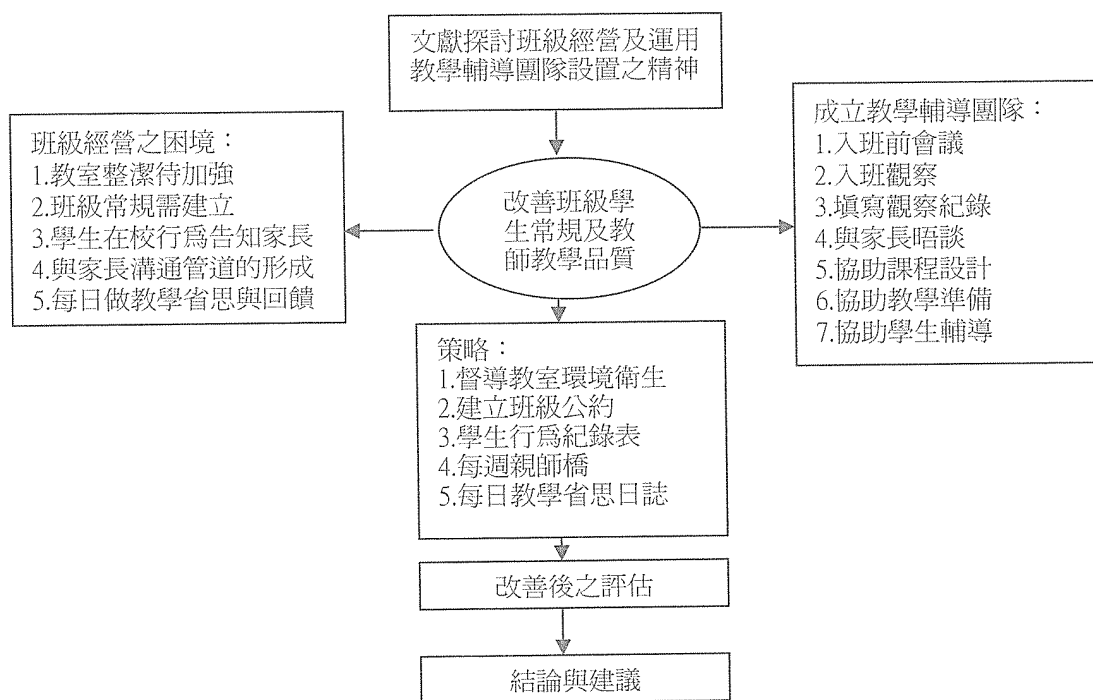 文獻探討班級經營及運用
教學輔導團隊設置之精神
班級經營之困境：
1.教室整潔待加強
2.班級常規需建立
3.學生在校行為告知家長
4.與家長溝通管道的形成
5.每日做教學省思與回饋
改善班級學
生常規及教
師教學品質
成立教學輔導團隊：
1.入班前會議
2.入班觀察
3.填寫觀察紀錄
4.與家長晤談
5.協助課程設計
6.協助教學準備
7.協助學生輔導
策略：
1.督導教室環境衛生
2.建立班級公約
3.學生行為紀錄表
4.每週親師橋
5.每日教學省思日誌
改善後之評估
結論與建議